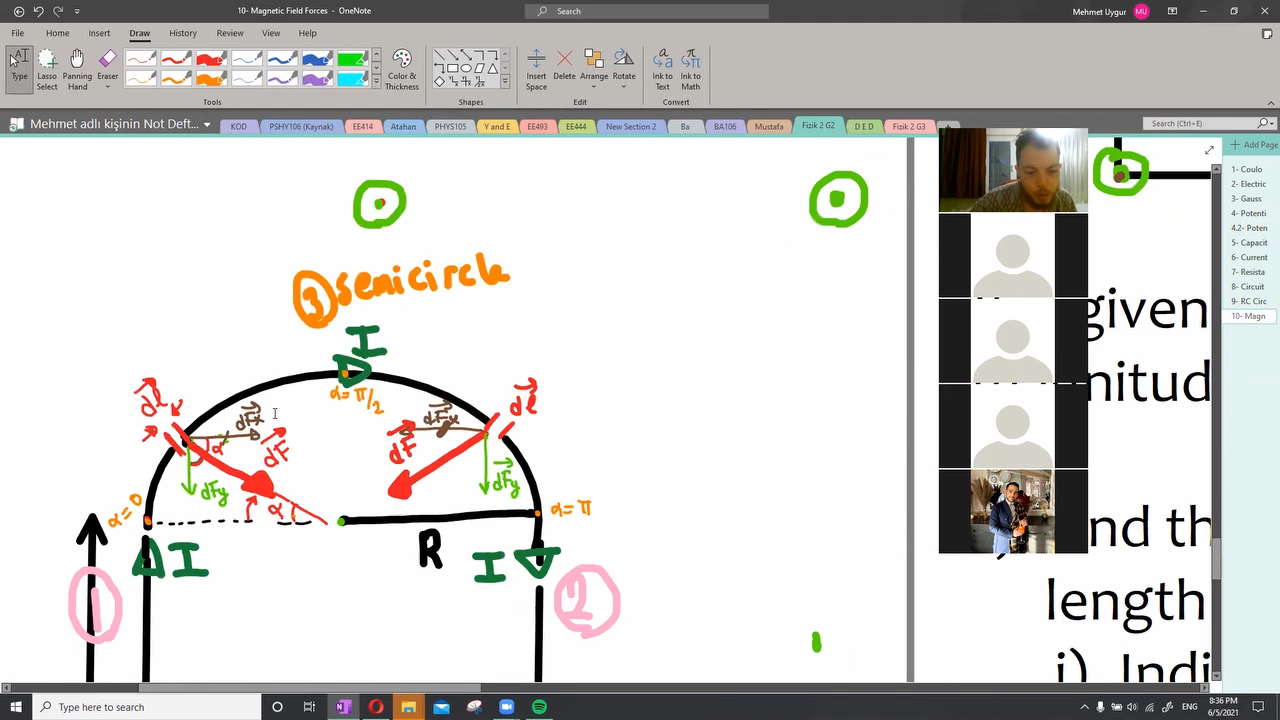 10- Magnetic Field Forces - OneNote
Search
Mehmet Uygur
MU
File
Home
Insert
Draw
History
Review
View
Help
Type
Lasso Select
Panning Hand
Eraser
Color & Thickness
Insert Space
Delete
Arrange
Rotate
Ink to Text
Ink to Math
Tools
Shapes
Edit
Convert
Mehmet adlı kişinin Not Deft...
KOD
PSHY106 (Kaynak)
EE414
Atahan
PHYS105
Y and E
EE493
EE444
New Section 2
Ba
BA106
Mustafa
Fizik 2 G2
D E D
Fizik 2 G3
Search (Ctrl+E)
Add Page
1- Coulo
2- Electric
3- Gauss
4- Potenti
4.2- Poten
5- Capacit
6- Current
7- Resista
8- Circuit
9- RC Circ
10- Magn
3 semicircle
I
α=π/2
dl
dFx
α
dF
dFy
α=0
α
dl
dFx
dF
dFy
α=π
R
I
I
1
2
given
nitud
nd th
length
i) Indi
Type here to search
ENG
8:36 PM
6/5/2021